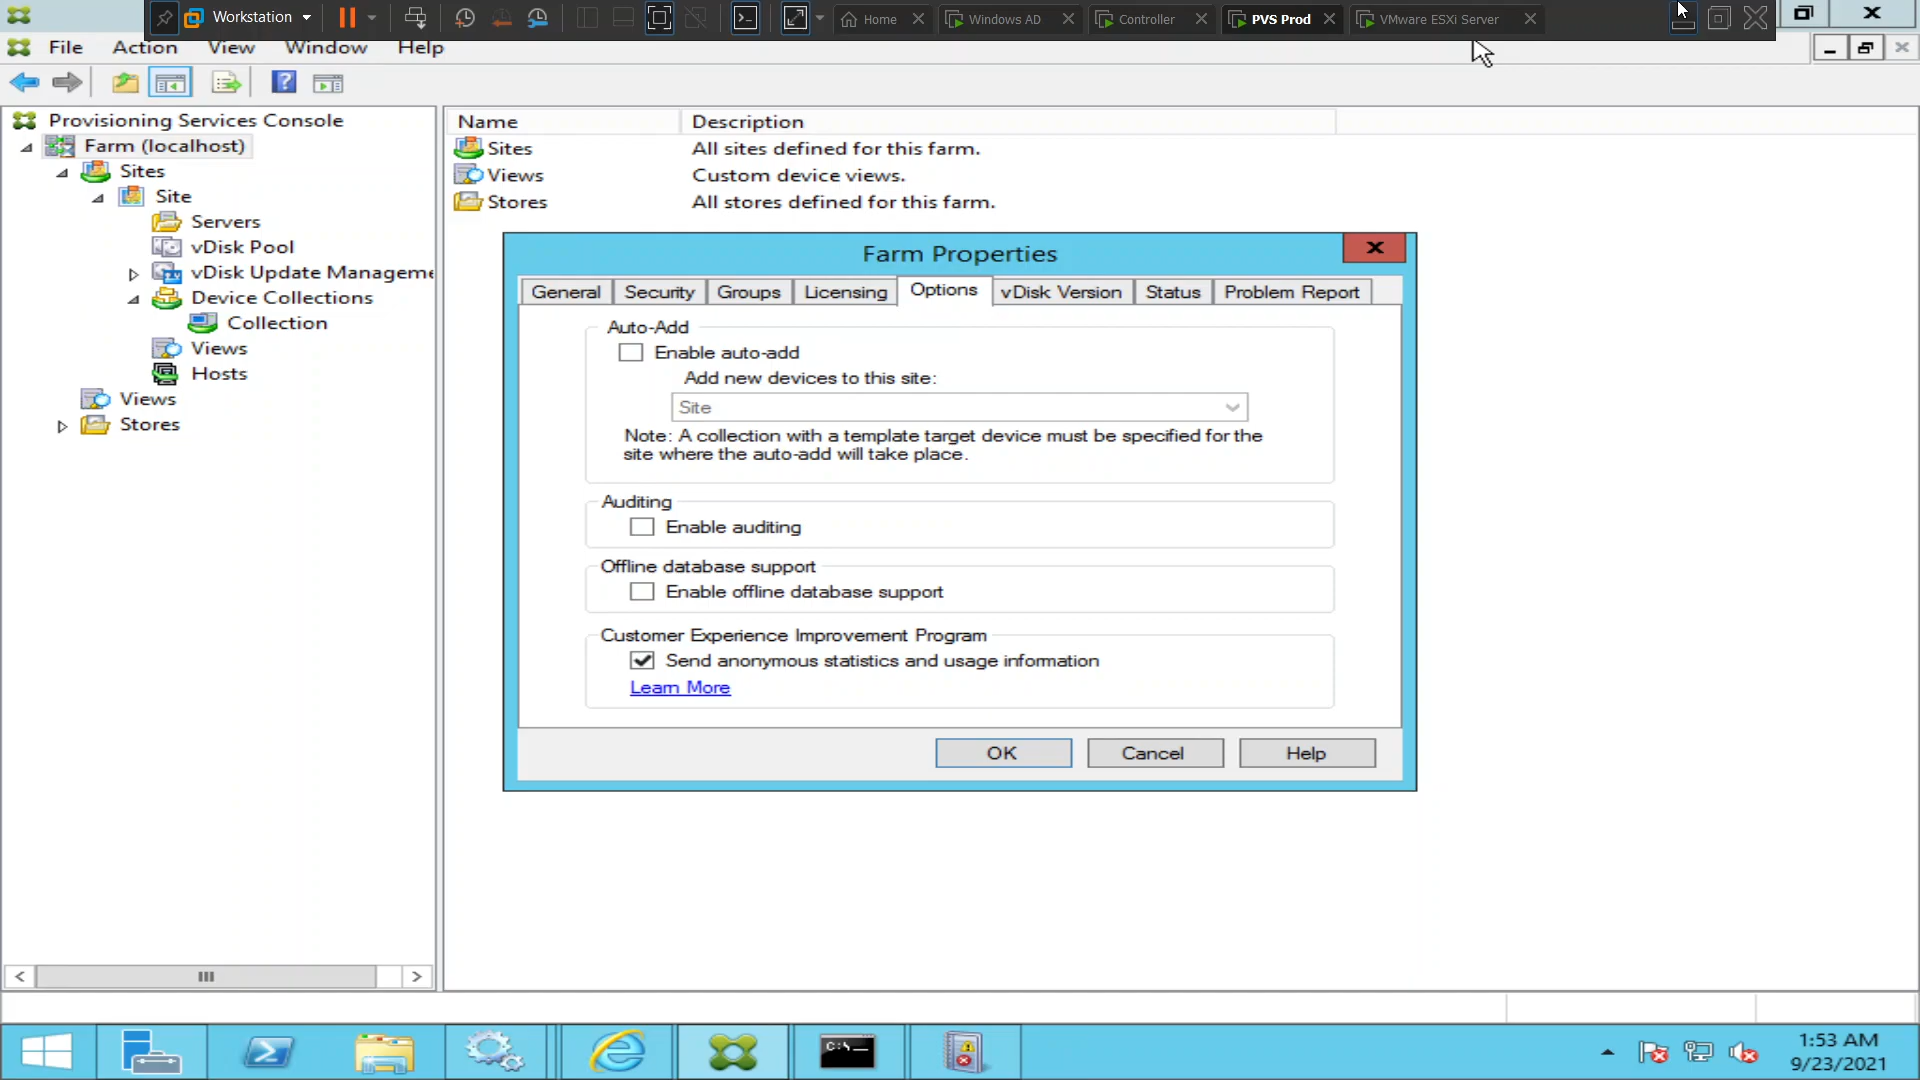 Workstation
Home
Windows AD
Controller
PVS Prod
VMware ESXi Server
File Action View Window Help
Provisioning Services Console
Farm (localhost)
Sites
Site
Servers
vDisk Pool
vDisk Update Manageme
Device Collections
Collection
Views
Hosts
Views
Stores
Name Description
Sites All sites defined for this farm.
Views Custom device views.
Stores All stores defined for this farm.
Farm Properties
General Security Groups Licensing Options vDisk Version Status Problem Report
Auto-Add
Enable auto-add
Add new devices to this site:
Site
Note: A collection with a template target device must be specified for the
site where the auto-add will take place.
Auditing
Enable auditing
Offline database support
Enable offline database support
Customer Experience Improvement Program
Send anonymous statistics and usage information
Learn More
OK Cancel Help
C:\
1:53 AM
9/23/2021